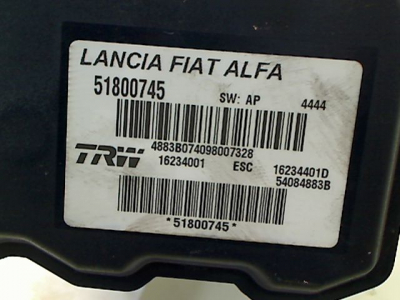 LANCIA FIAT ALFA
51800745
SW: AP 4444
4883B074098007328
TRW 16234001 ESC 16234401D
54084883B
*51800745*